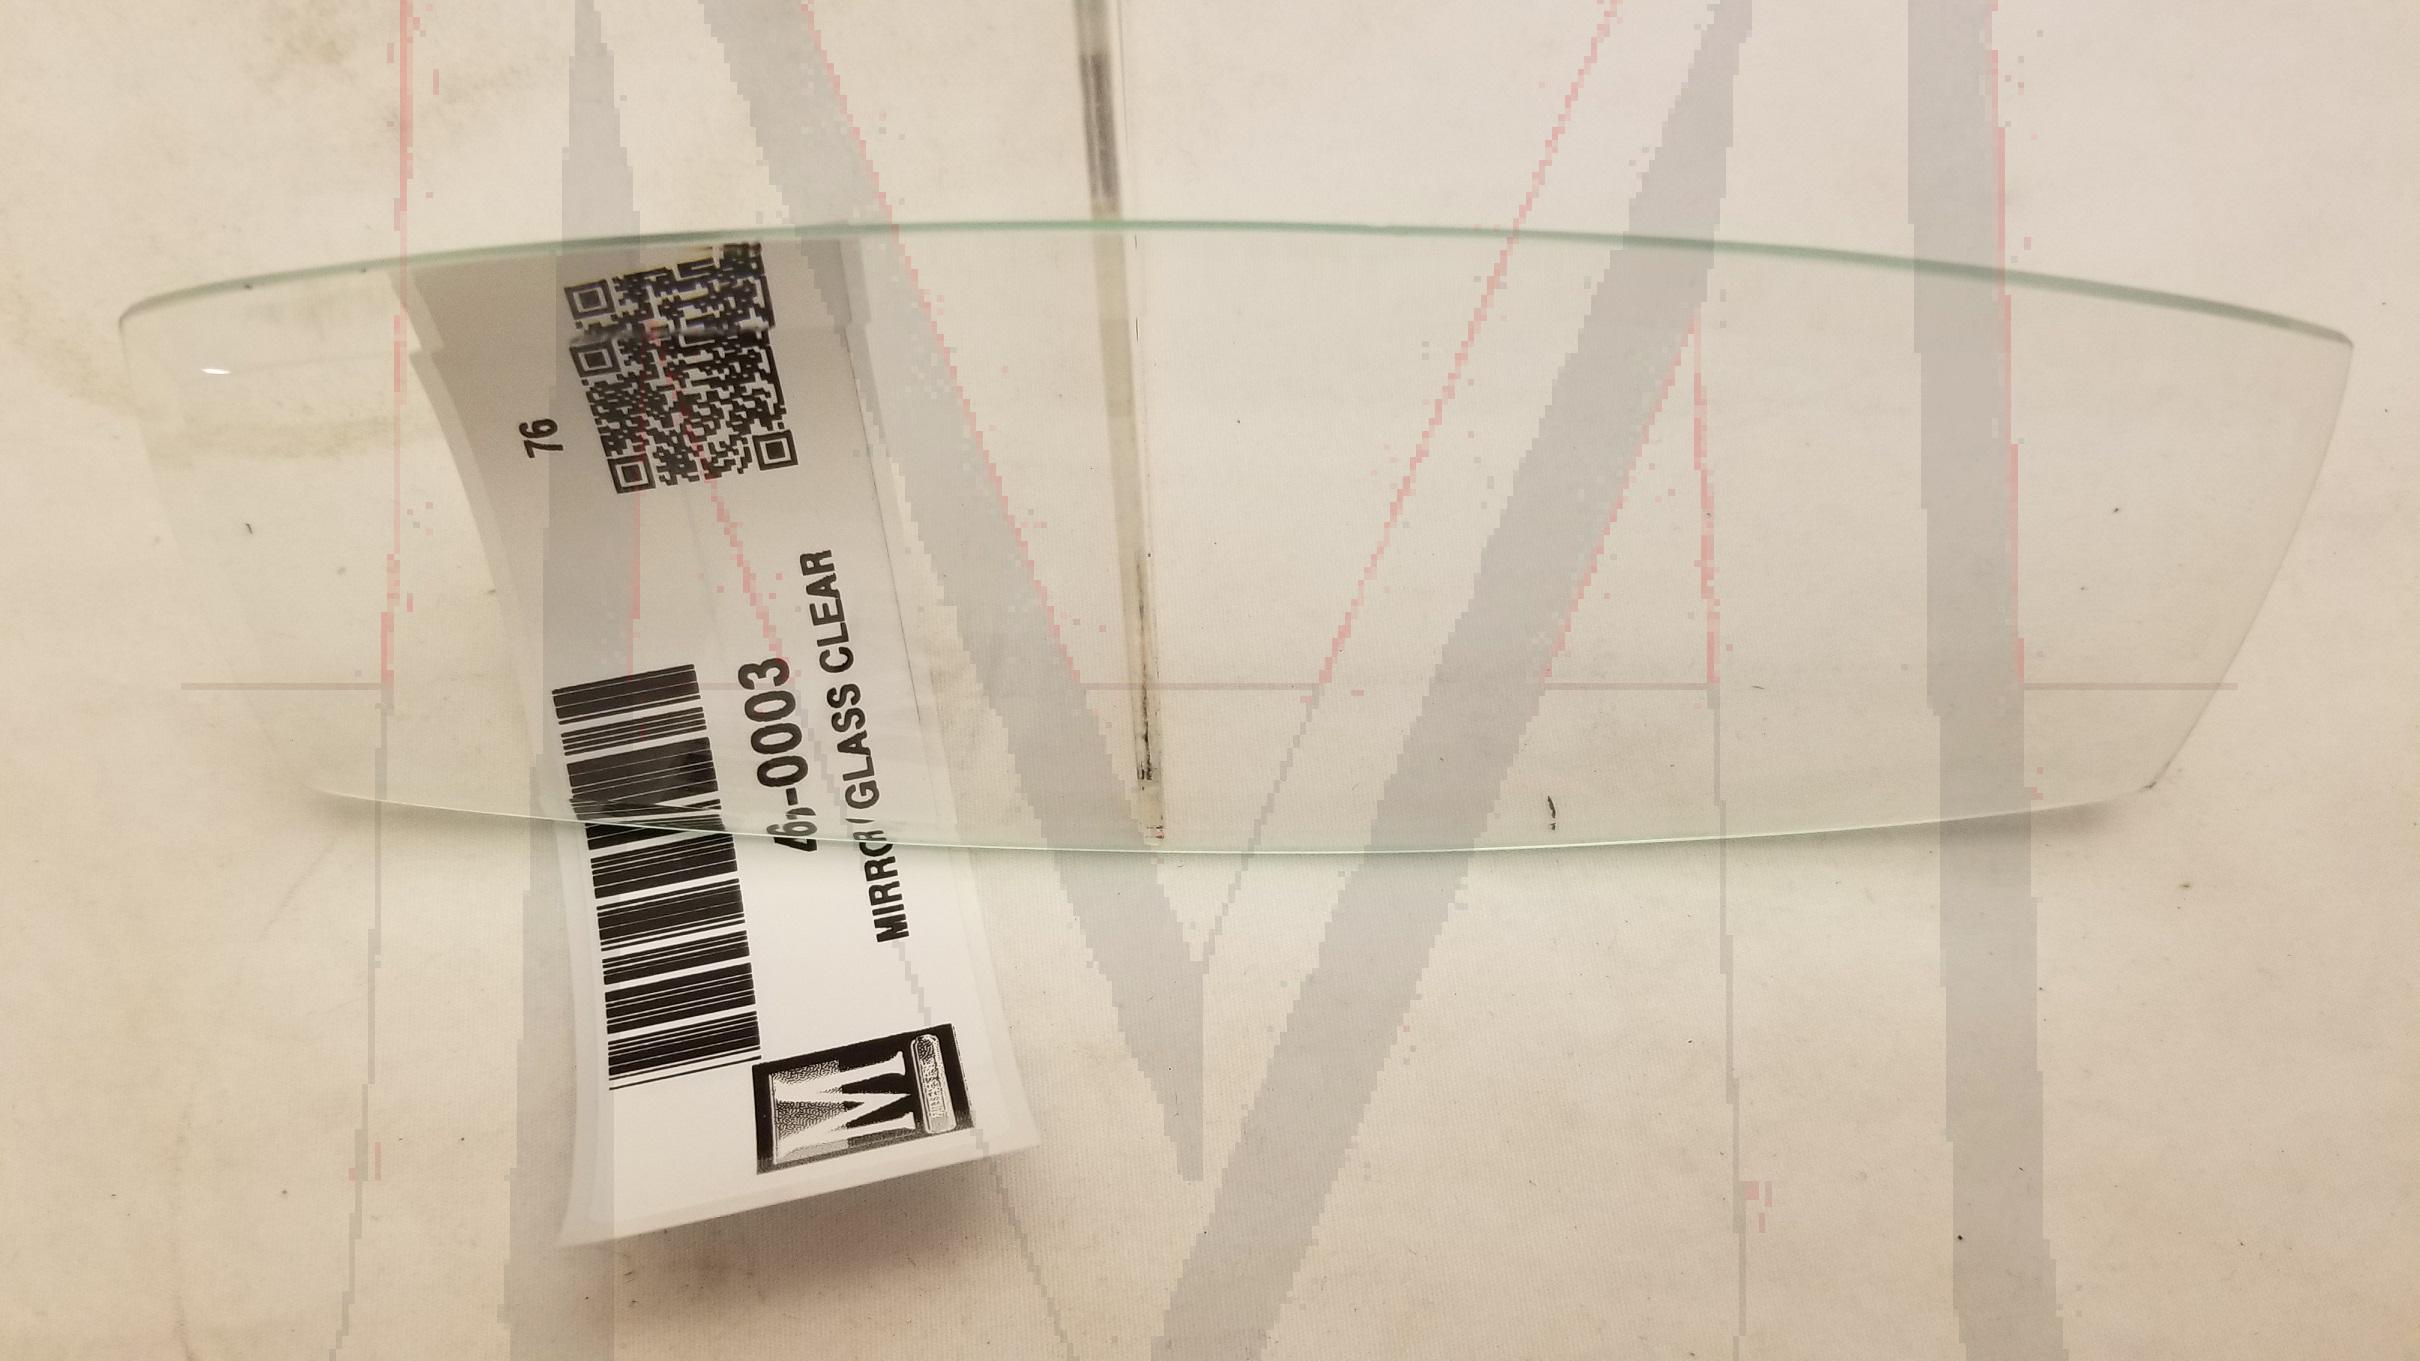 76
46-0003
MIRROR / GLASS CLEAR
M